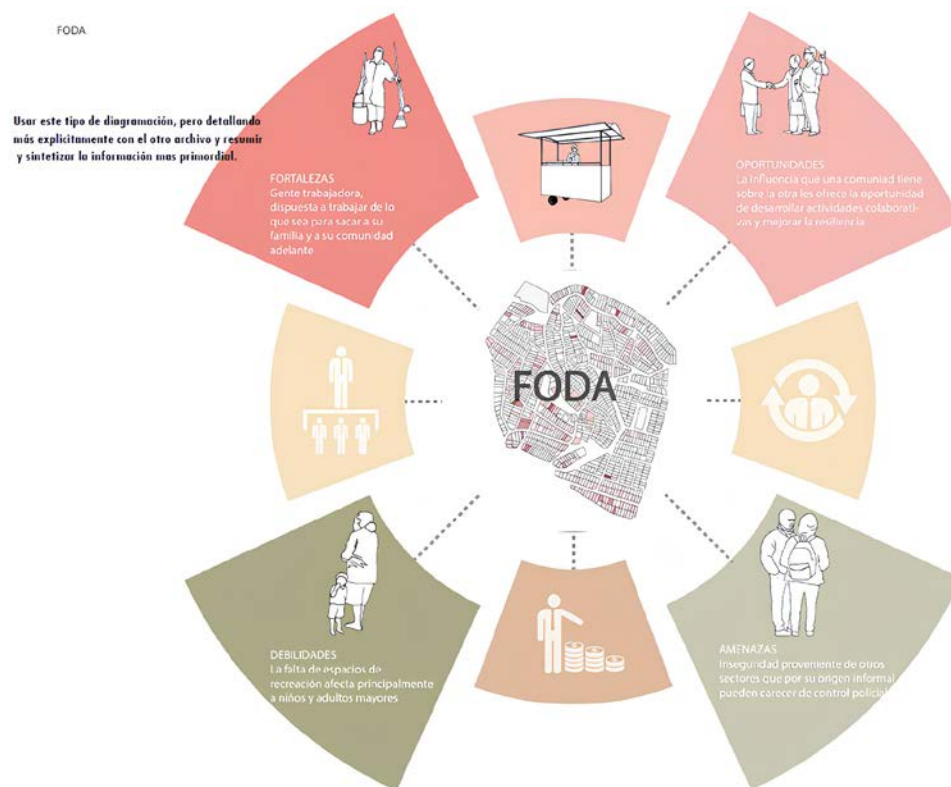 FODA
Usar este tipo de diagramación, pero detallando
más explicitamente con el otro archivo y resumir
y sintetizar la información mas primordial.
FORTALEZAS
Gente trabajadora,
dispuesta a trabajar de lo
que sea para sacar a su
familia y a su comunidad
adelante
OPORTUNIDADES
La influencia que una comuniad tiene
sobre la otra les ofrece la oportunidad
de desarrollar actividades colaborati-
vas y mejorar la resiliencia
FODA
DEBILIDADES
La falta de espacios de
recreación afecta principalmente
a niños y adultos mayores
AMENAZAS
Inseguridad proveniente de otros
sectores que por su origen informal
pueden carecer de control policial